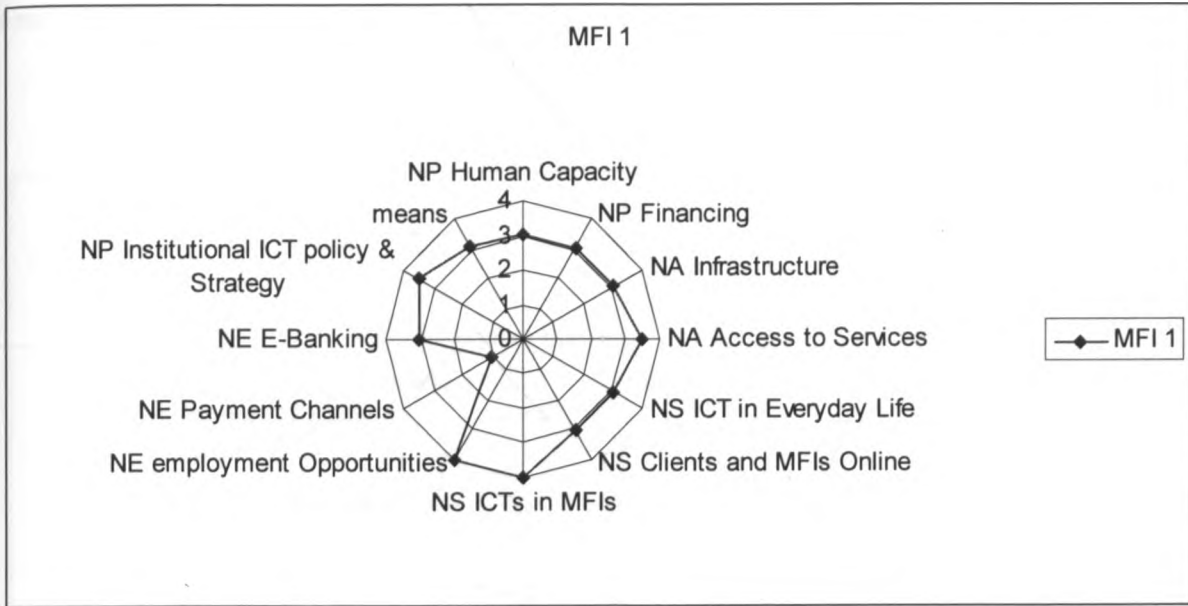 MFI 1
NP Human Capacity
means
NP Financing
NP Institutional ICT policy &
Strategy
NA Infrastructure
NE E-Banking
NA Access to Services
NE Payment Channels
NS ICT in Everyday Life
NE employment Opportunities
NS Clients and MFIs Online
NS ICTs in MFIs
4
3
2
1
0
MFI 1